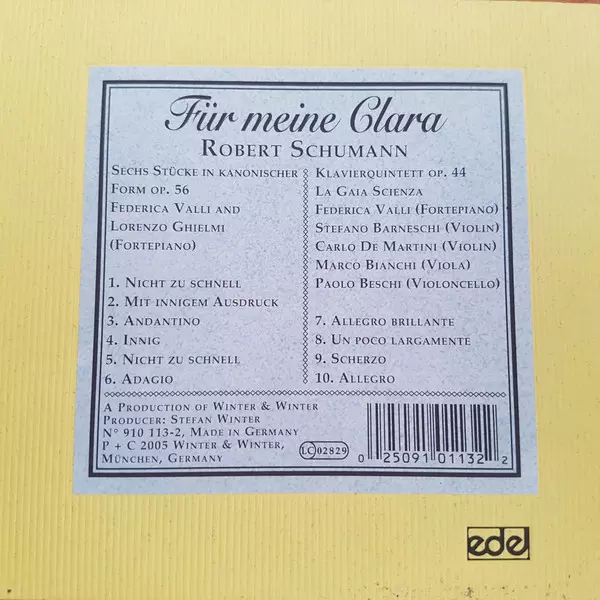 Für meine Clara
Robert Schumann
Sechs Stücke in kanonischer
Form op. 56
Federica Valli and
Lorenzo Ghielmi
(Fortepiano)
1. Nicht zu schnell
2. Mit innigem Ausdruck
3. Andantino
4. Innig
5. Nicht zu schnell
6. Adagio
Klavierquintett op. 44
La Gaia Scienza
Federica Valli (Fortepiano)
Stefano Barneschi (Violin)
Carlo De Martini (Violin)
Marco Bianchi (Viola)
Paolo Beschi (Violoncello)
7. Allegro brillante
8. Un poco largamente
9. Scherzo
10. Allegro
A Production of Winter & Winter
Producer: Stefan Winter
N° 910 113-2, Made in Germany
P + C 2005 Winter & Winter,
München, Germany
LC 02829
0 25091 01132 2
edel